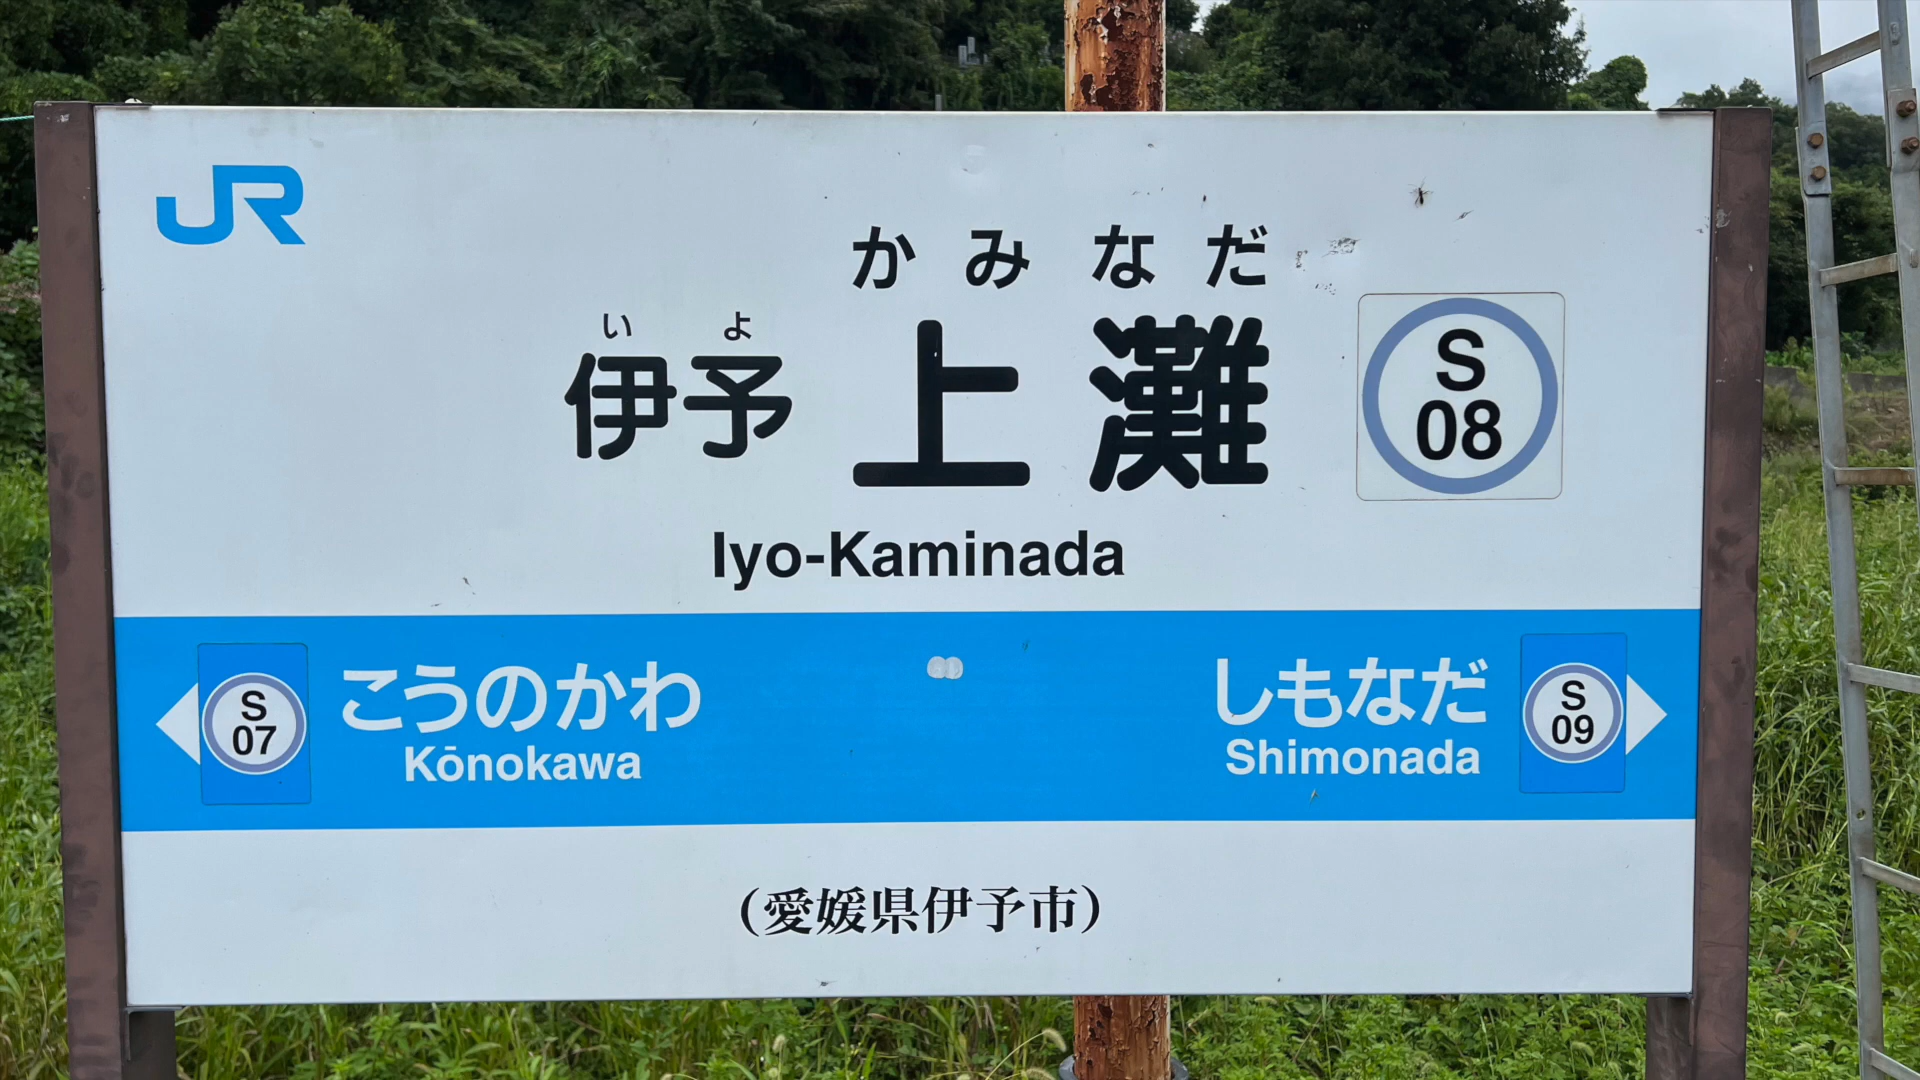 JR
かみなだ
いよ
伊予上灘
S
08
Iyo-Kaminada
S
07
こうのかわ
Kōnokawa
しもなだ
Shimonada
S
09
(愛媛県伊予市)